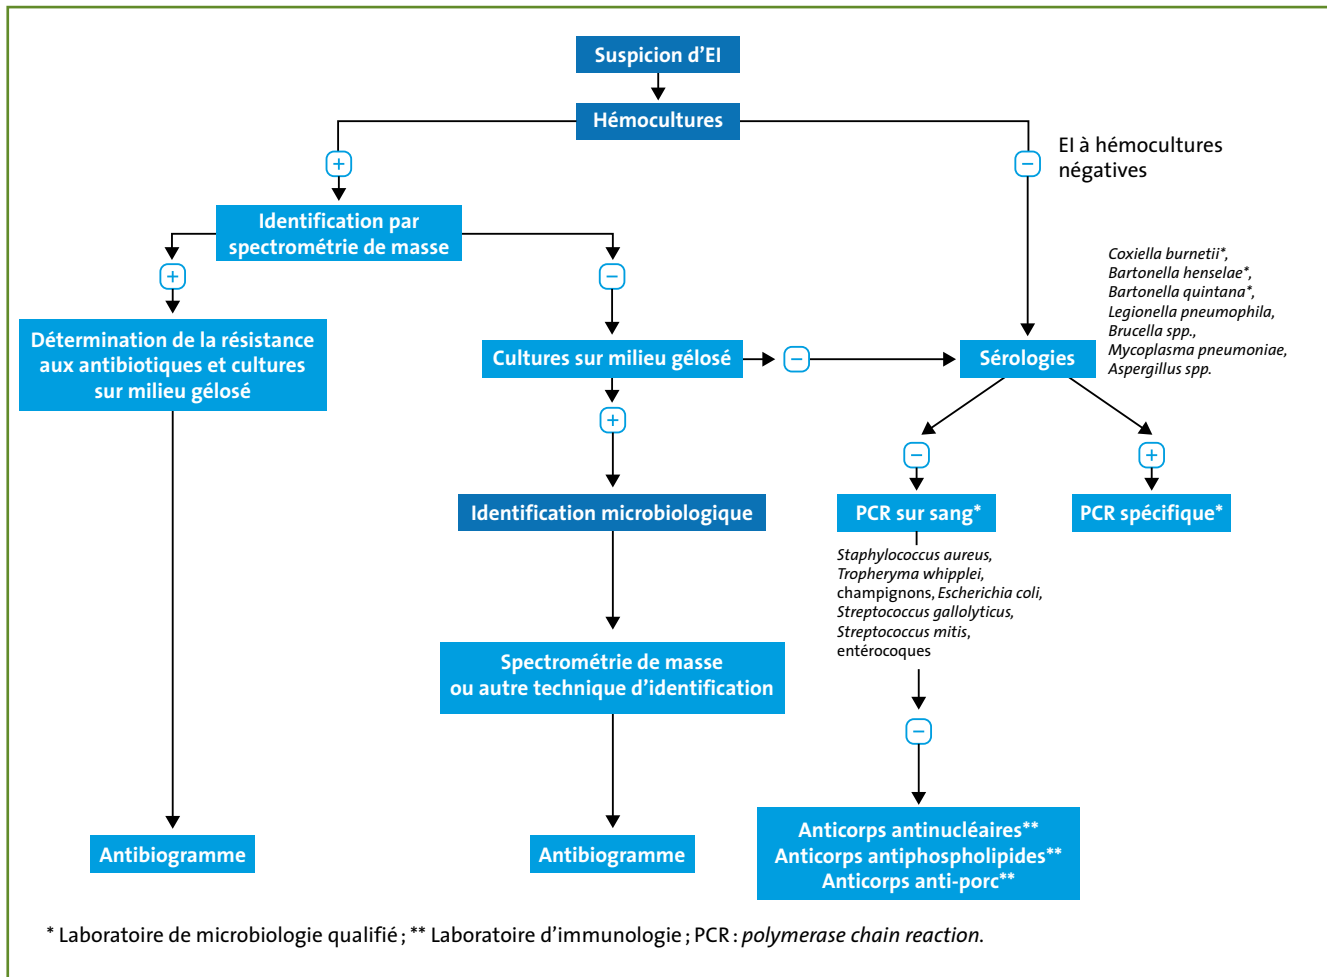 Suspicion d’EI
Hémocultures
+
−
EI à hémocultures
négatives
Identification par
spectrométrie de masse
+
−
Coxiella burnetii*,
Bartonella henselae*,
Bartonella quintana*,
Legionella pneumophila,
Brucella spp.,
Mycoplasma pneumoniae,
Aspergillus spp.
Détermination de la résistance
aux antibiotiques et cultures
sur milieu gélosé
Cultures sur milieu gélosé
−
Sérologies
+
−
+
Identification microbiologique
PCR sur sang*
PCR spécifique*
Staphylococcus aureus,
Tropheryma whipplei,
champignons, Escherichia coli,
Streptococcus gallolyticus,
Streptococcus mitis,
entérocoques
Spectrométrie de masse
ou autre technique d’identification
−
Antibiogramme
Antibiogramme
Anticorps antinucléaires**
Anticorps antiphospholipides**
Anticorps anti-porc**
* Laboratoire de microbiologie qualifié ; ** Laboratoire d’immunologie ; PCR : polymerase chain reaction.